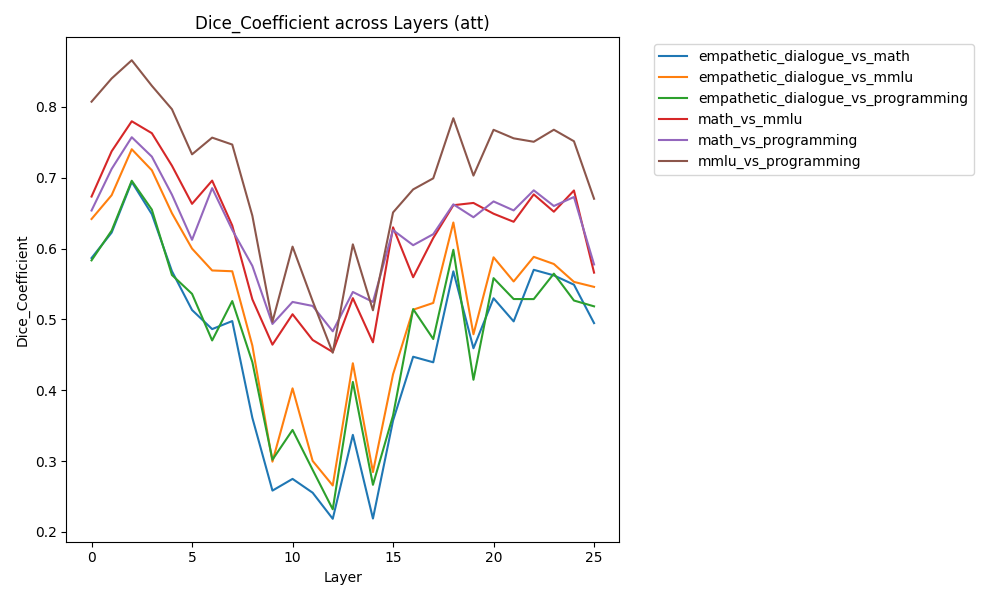 Dice_Coefficient across Layers (att)
empathetic_dialogue_vs_math
empathetic_dialogue_vs_mmlu
empathetic_dialogue_vs_programming
math_vs_mmlu
math_vs_programming
mmlu_vs_programming
Dice_Coefficient
0.8
0.7
0.6
0.5
0.4
0.3
0.2
0 5 10 15 20 25
Layer